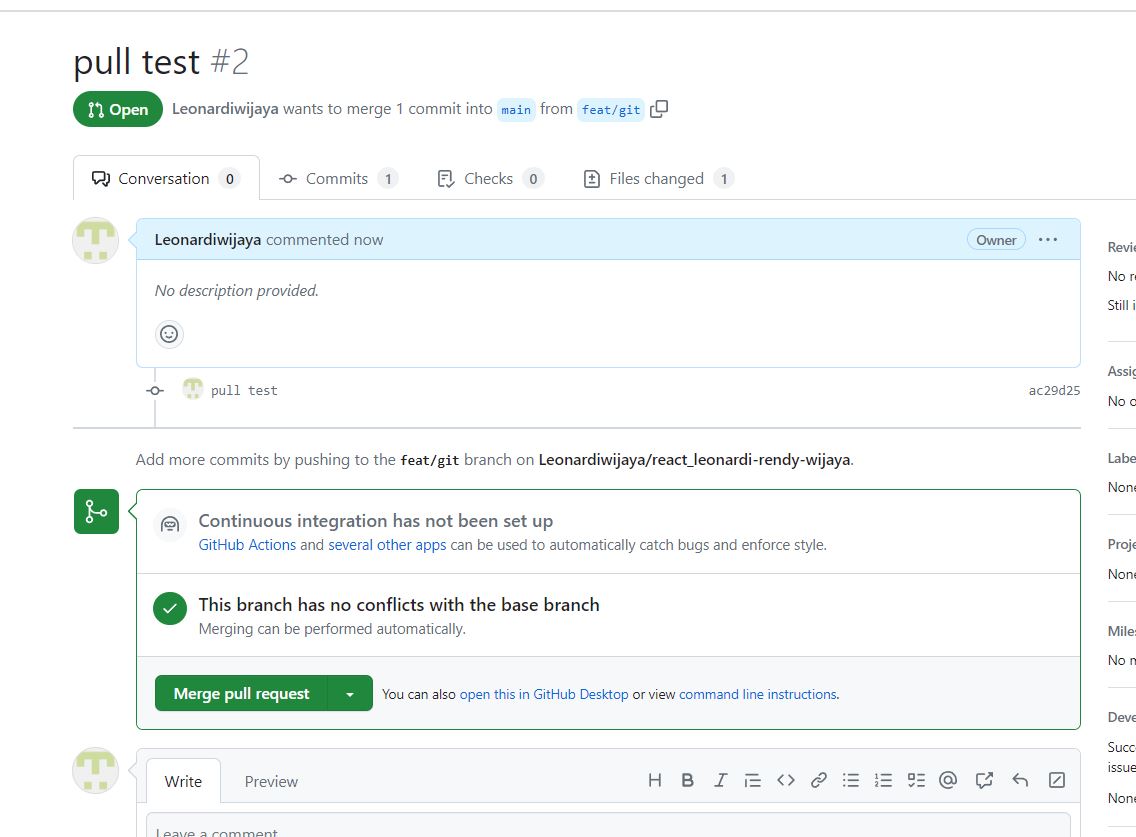 pull test #2
Open Leonardiwijaya wants to merge 1 commit into main from feat/git
Conversation 0 Commits 1 Checks 0 Files changed 1
Leonardiwijaya commented now Owner
No description provided.
pull test ac29d25
Add more commits by pushing to the feat/git branch on Leonardiwijaya/react_leonardi-rendy-wijaya.
Continuous integration has not been set up
GitHub Actions and several other apps can be used to automatically catch bugs and enforce style.
This branch has no conflicts with the base branch
Merging can be performed automatically.
Merge pull request You can also open this in GitHub Desktop or view command line instructions.
Write Preview
Leave a comment
Revie
No re
Still i
Assig
No o
Labe
None
Proje
None
Miles
No m
Deve
Succ
issue
None